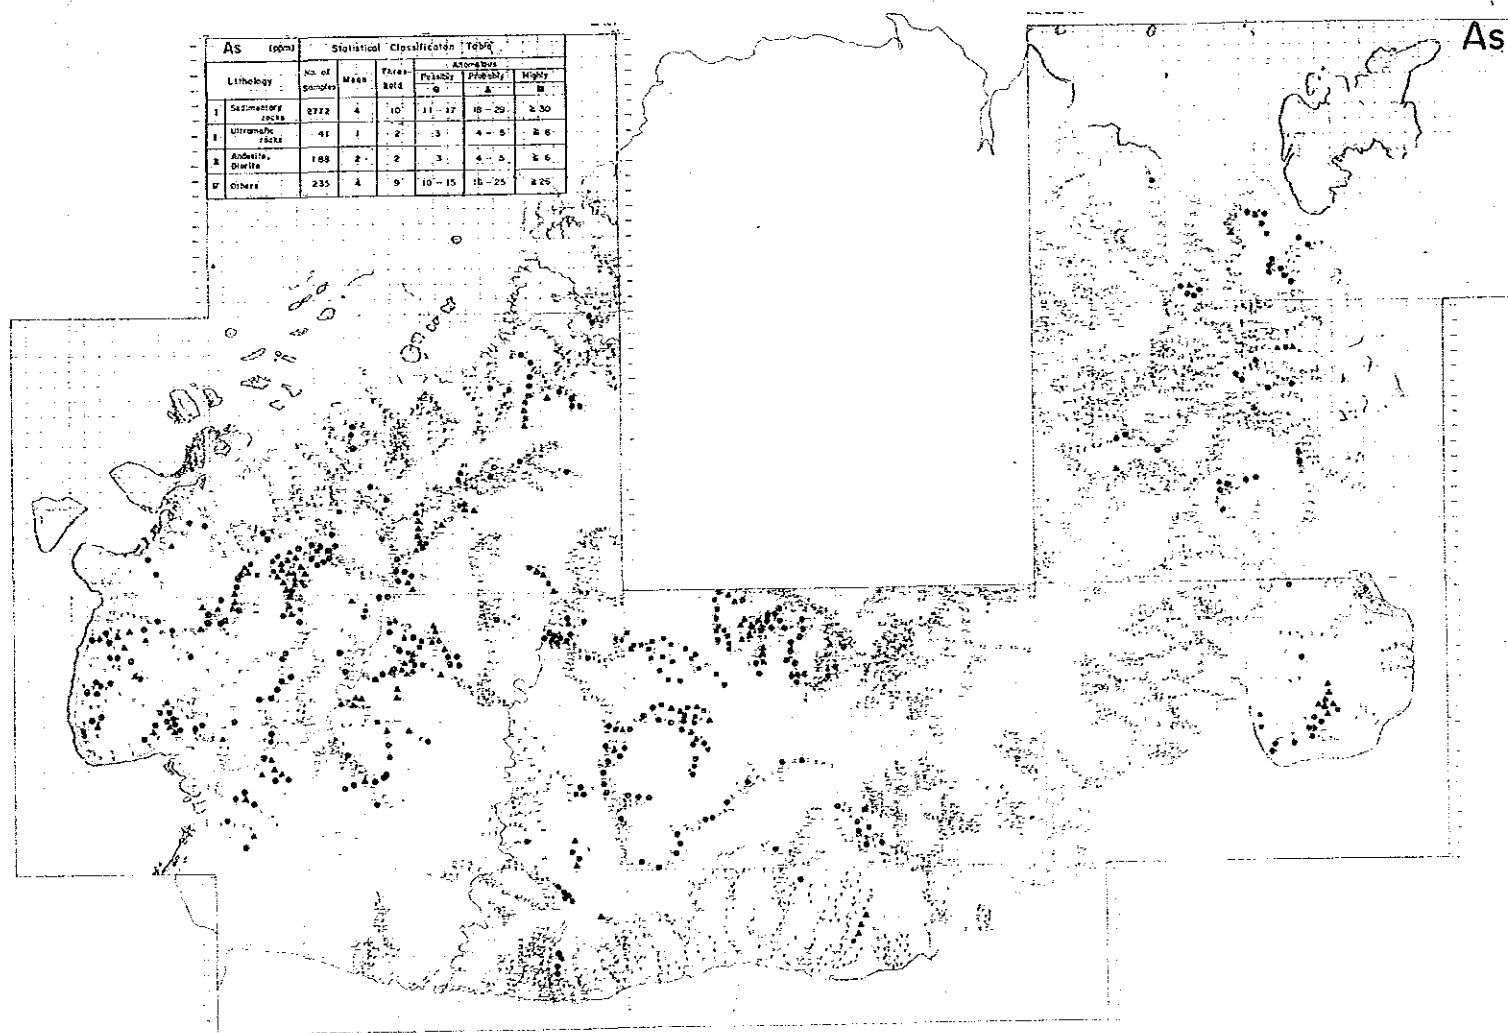 As
As (ppm) Statistical Classification Table
Lithology No. of Samples Mean Thres-hold Anomalous
Possibly Probably Highly
I Sedimentary rocks 2772 4 10 11 - 17 18 - 29 ≥ 30
Ultramafic rocks 41 1 2 3 4 - 5 ≥ 6
Andesite, Diorite 188 2 2 3 4 - 5 ≥ 6
Others 235 4 9 10 - 15 16 - 25 ≥ 26